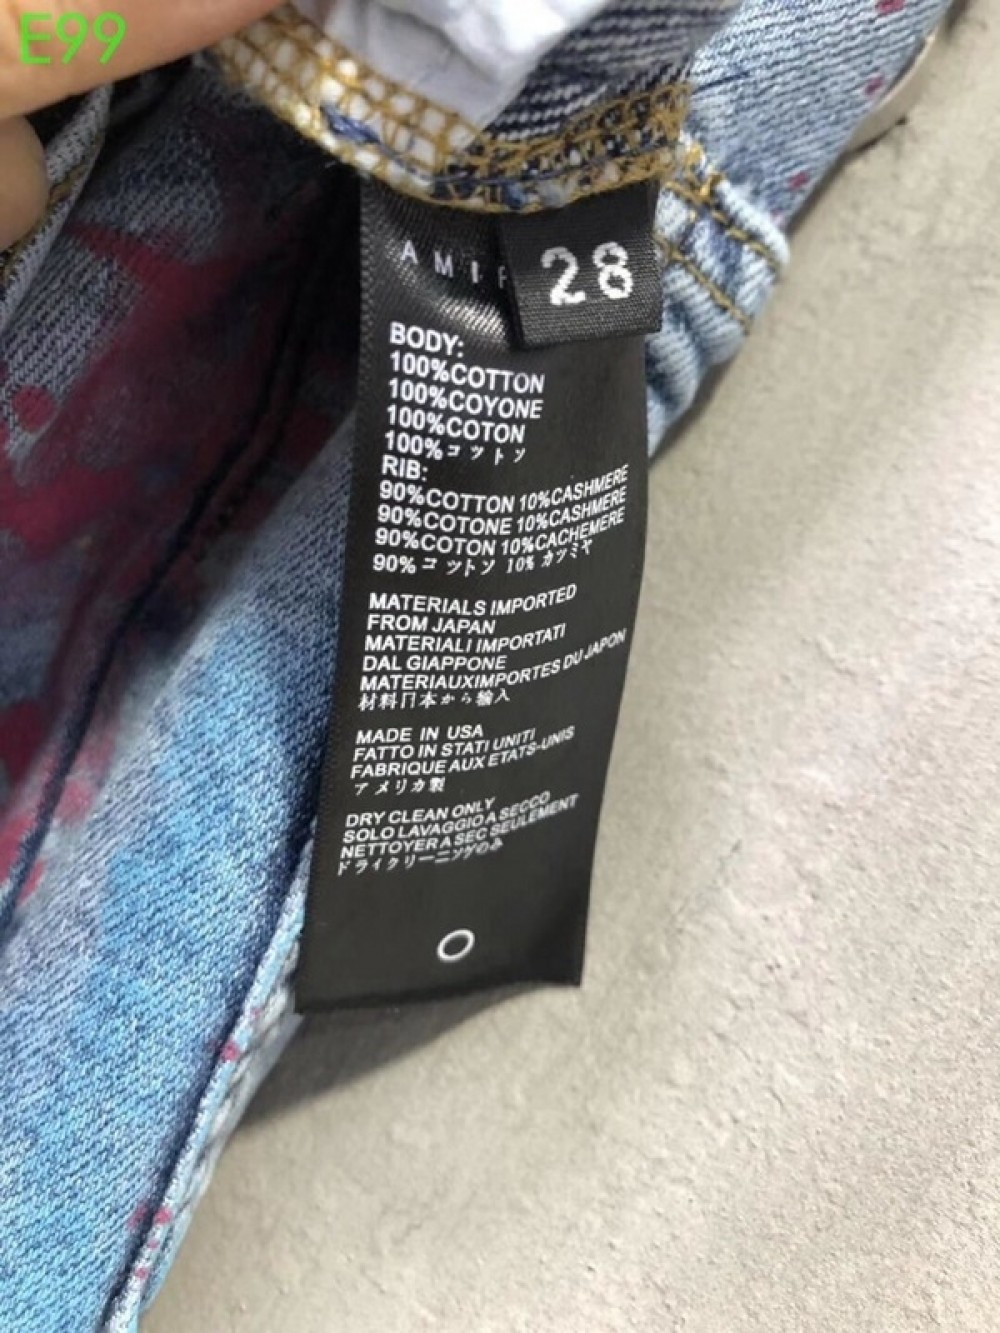 E99
AMIF
28
BODY:
100%COTTON
100%COYONE
100%COTON
100%コットン
RIB:
90%COTTON 10%CASHMERE
90%COTONE 10%CASHMERE
90%COTON 10%CACHEMERE
90%コットン 10%カツミヤ
MATERIALS IMPORTED
FROM JAPAN
MATERIALI IMPORTATI
DAL GIAPPONE
MATERIAUXIMPORTES DU JAPON
材料日本から输入
MADE IN USA
FATTO IN STATI UNITI
FABRIQUE AUX ETATS-UNIS
アメリカ製
DRY CLEAN ONLY
SOLO LAVAGGIO A SECCO
NETTOYER A SEC SEULEMENT
ドライクリーニングのみ